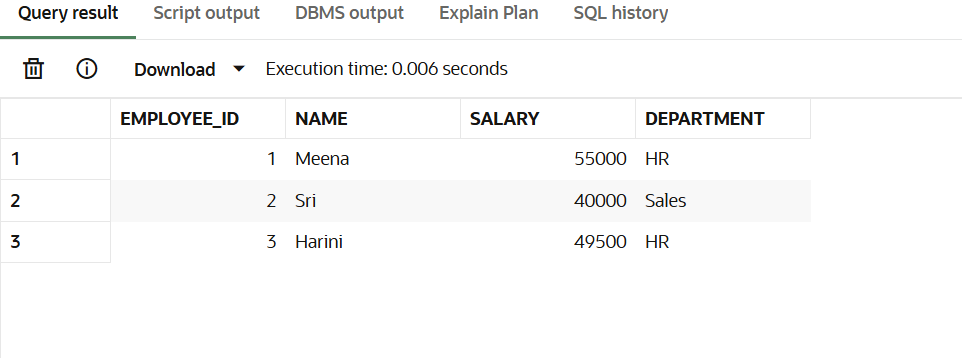 Query result Script output DBMS output Explain Plan SQL history
Download Execution time: 0.006 seconds
EMPLOYEE_ID NAME SALARY DEPARTMENT
1 1 Meena 55000 HR
2 2 Sri 40000 Sales
3 3 Harini 49500 HR